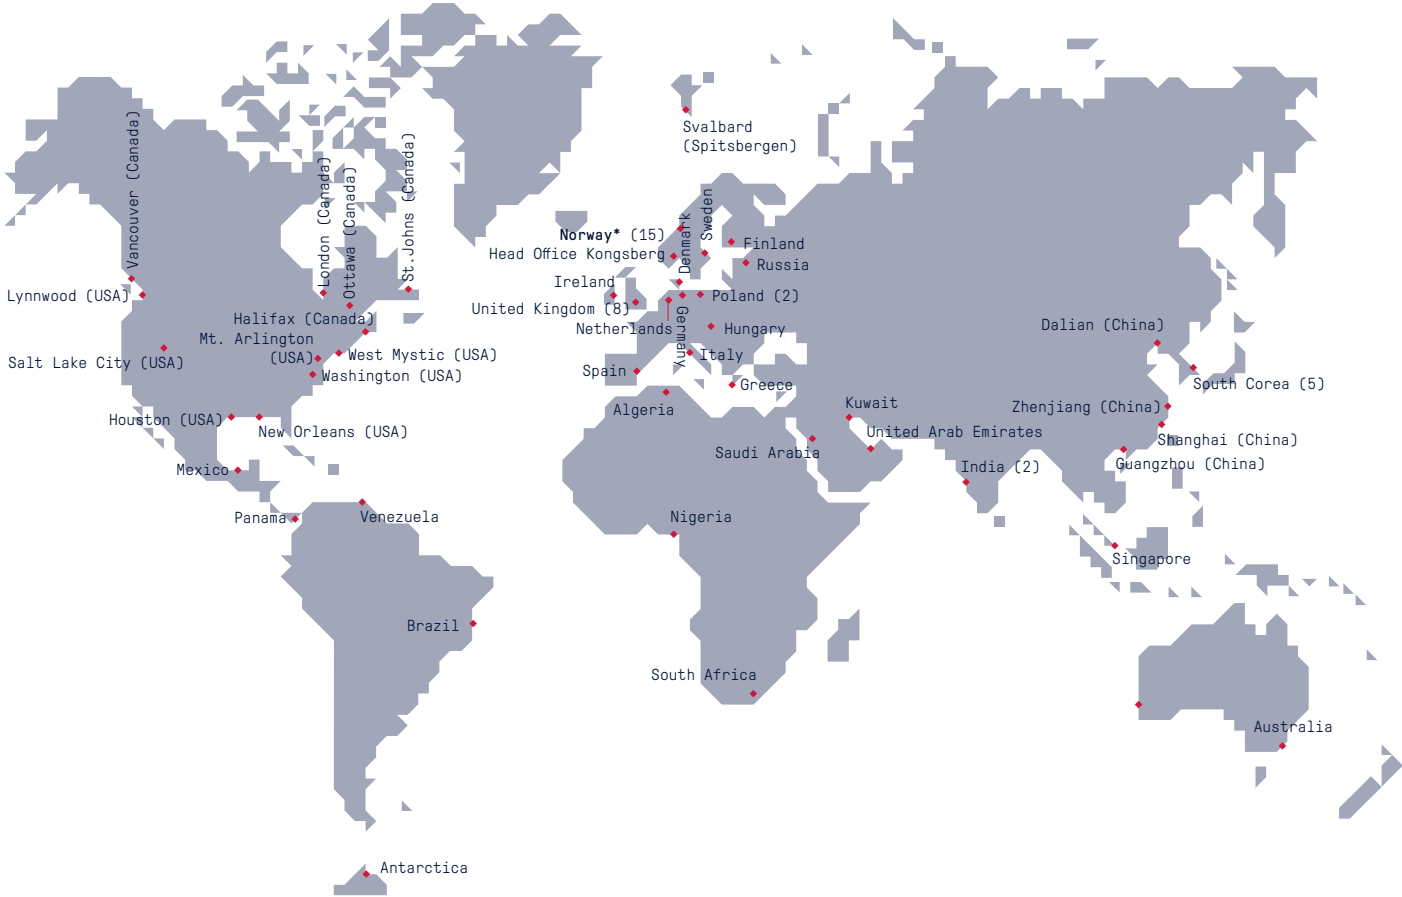 Svalbard
(Spitsbergen)
Vancouver (Canada)
London (Canada)
Ottawa (Canada)
St.Johns (Canada)
Norway* (15)
Denmark
Sweden
Finland
Head Office Kongsberg
Russia
Ireland
Lynnwood (USA)
Poland (2)
United Kingdom (8)
Halifax (Canada)
Netherlands
Germany
Hungary
Dalian (China)
Mt. Arlington
(USA)
West Mystic (USA)
Italy
Salt Lake City (USA)
Spain
Washington (USA)
Greece
South Corea (5)
Algeria
Kuwait
Zhenjiang (China)
Houston (USA)
New Orleans (USA)
United Arab Emirates
Shanghai (China)
Saudi Arabia
Mexico
India (2)
Guangzhou (China)
Panama
Venezuela
Nigeria
Singapore
Brazil
South Africa
Australia
Antarctica